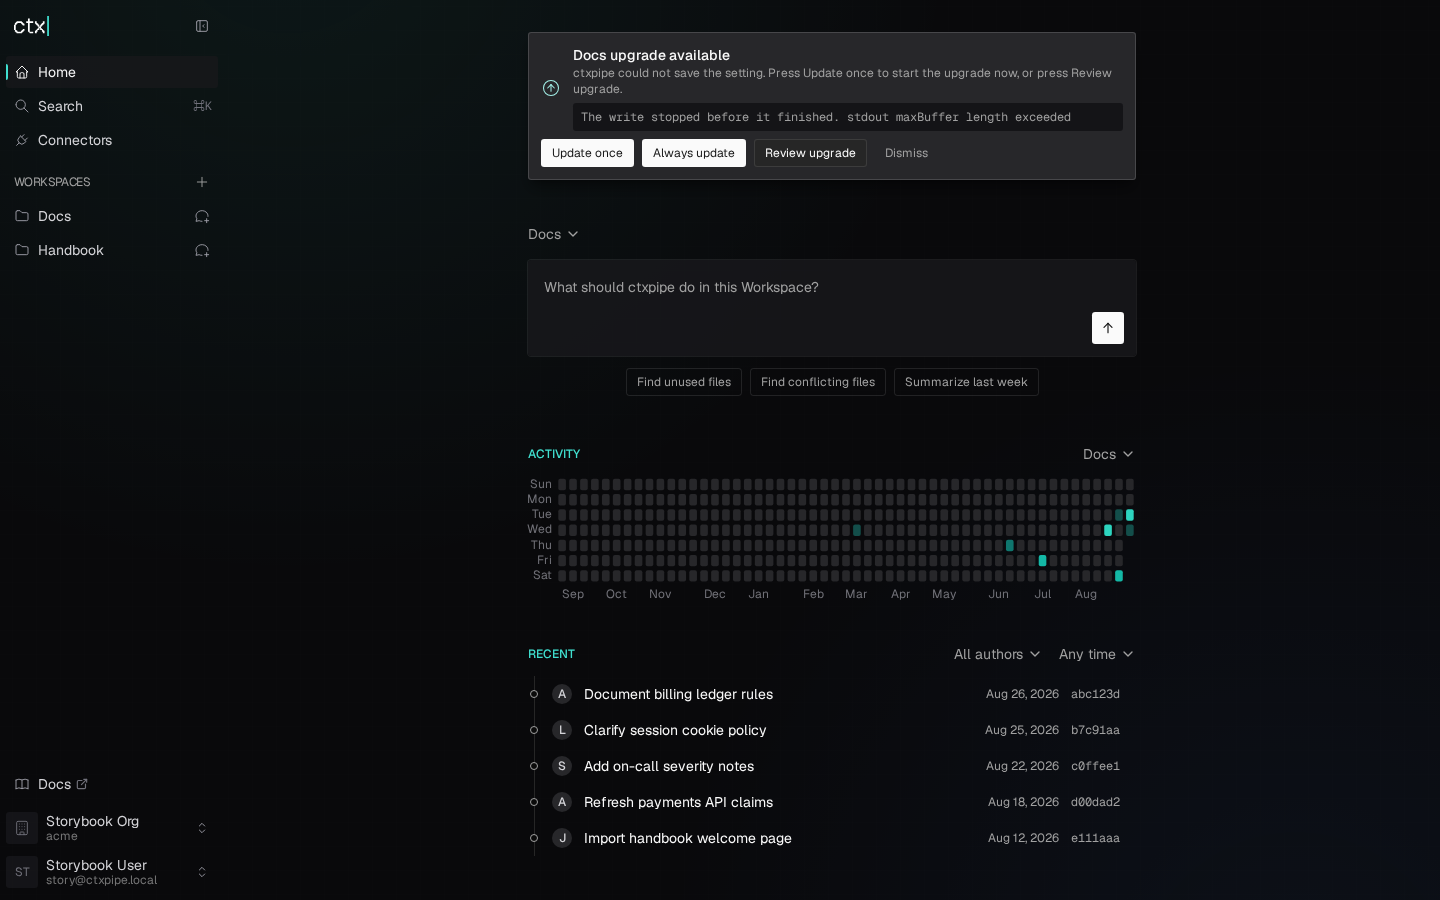 ctx
Home
Search ⌘K
Connectors
WORKSPACES
Docs
Handbook
Docs
Storybook Org
acme
ST
Storybook User
story@ctxpipe.local
Docs upgrade available
ctxpipe could not save the setting. Press Update once to start the upgrade now, or press Review
upgrade.
The write stopped before it finished. stdout maxBuffer length exceeded
Update once Always update Review upgrade Dismiss
Docs
What should ctxpipe do in this Workspace?
Find unused files Find conflicting files Summarize last week
ACTIVITY Docs
Sun
Mon
Tue
Wed
Thu
Fri
Sat
Sep Oct Nov Dec Jan Feb Mar Apr May Jun Jul Aug
RECENT All authors Any time
A Document billing ledger rules Aug 26, 2026 abc123d
L Clarify session cookie policy Aug 25, 2026 b7c91aa
S Add on-call severity notes Aug 22, 2026 c0ffee1
A Refresh payments API claims Aug 18, 2026 d00dad2
J Import handbook welcome page Aug 12, 2026 e111aaa